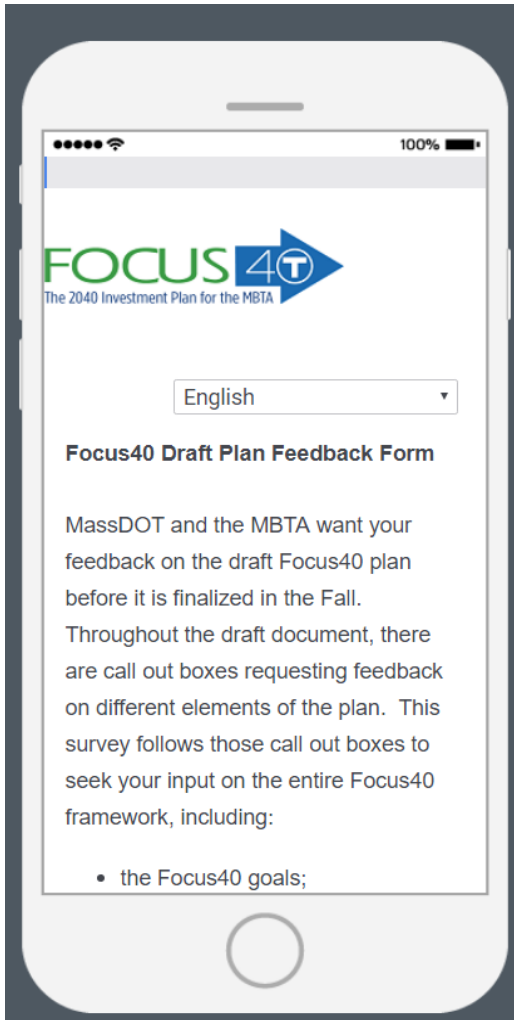 100%
FOCUS 40 T
The 2040 Investment Plan for the MBTA
English
Focus40 Draft Plan Feedback Form
MassDOT and the MBTA want your
feedback on the draft Focus40 plan
before it is finalized in the Fall.
Throughout the draft document, there
are call out boxes requesting feedback
on different elements of the plan.  This
survey follows those call out boxes to
seek your input on the entire Focus40
framework, including:
• the Focus40 goals;